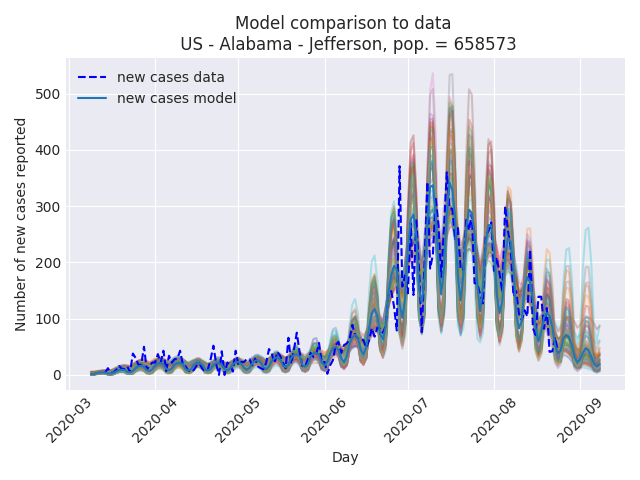 Model comparison to data
US - Alabama - Jefferson, pop. = 658573
new cases data
new cases model
Number of new cases reported
500
400
300
200
100
0
2020-03
2020-04
2020-05
2020-06
2020-07
2020-08
2020-09
Day